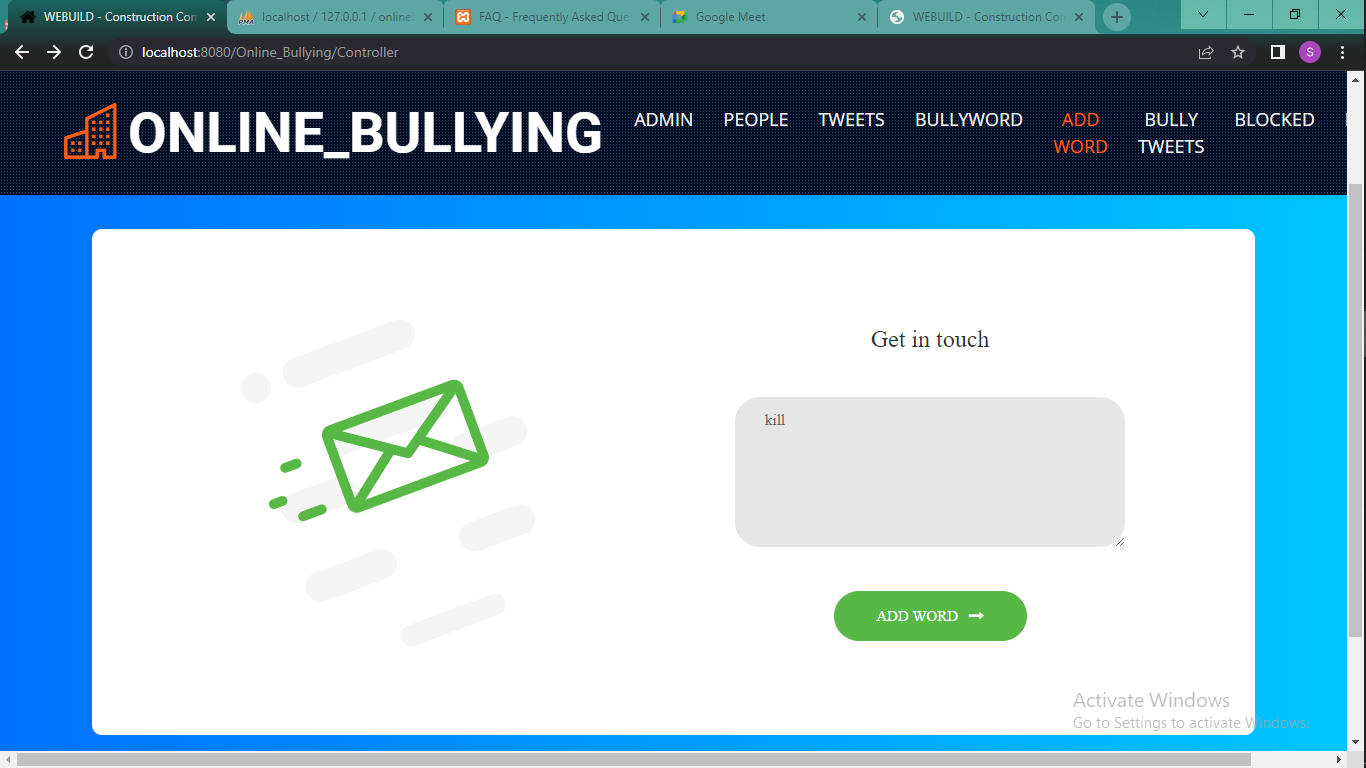 WEBUILD - Construction Con
localhost / 127.0.0.1 / online
FAQ - Frequently Asked Que
Google Meet
WEBUILD - Construction Con
localhost:8080/Online_Bullying/Controller
S
ONLINE_BULLYING
ADMIN
PEOPLE
TWEETS
BULLYWORD
ADD
WORD
BULLY
TWEETS
BLOCKED
Get in touch
kill
ADD WORD
Activate Windows
Go to Settings to activate Windows.